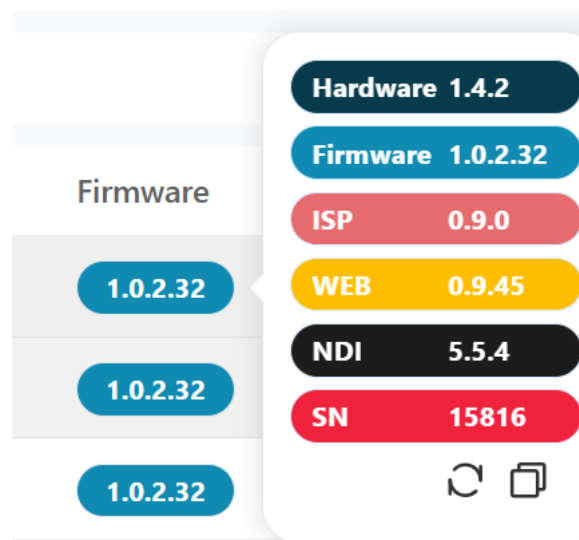 Firmware
1.0.2.32
1.0.2.32
1.0.2.32
Hardware 1.4.2
Firmware 1.0.2.32
ISP 0.9.0
WEB 0.9.45
NDI 5.5.4
SN 15816